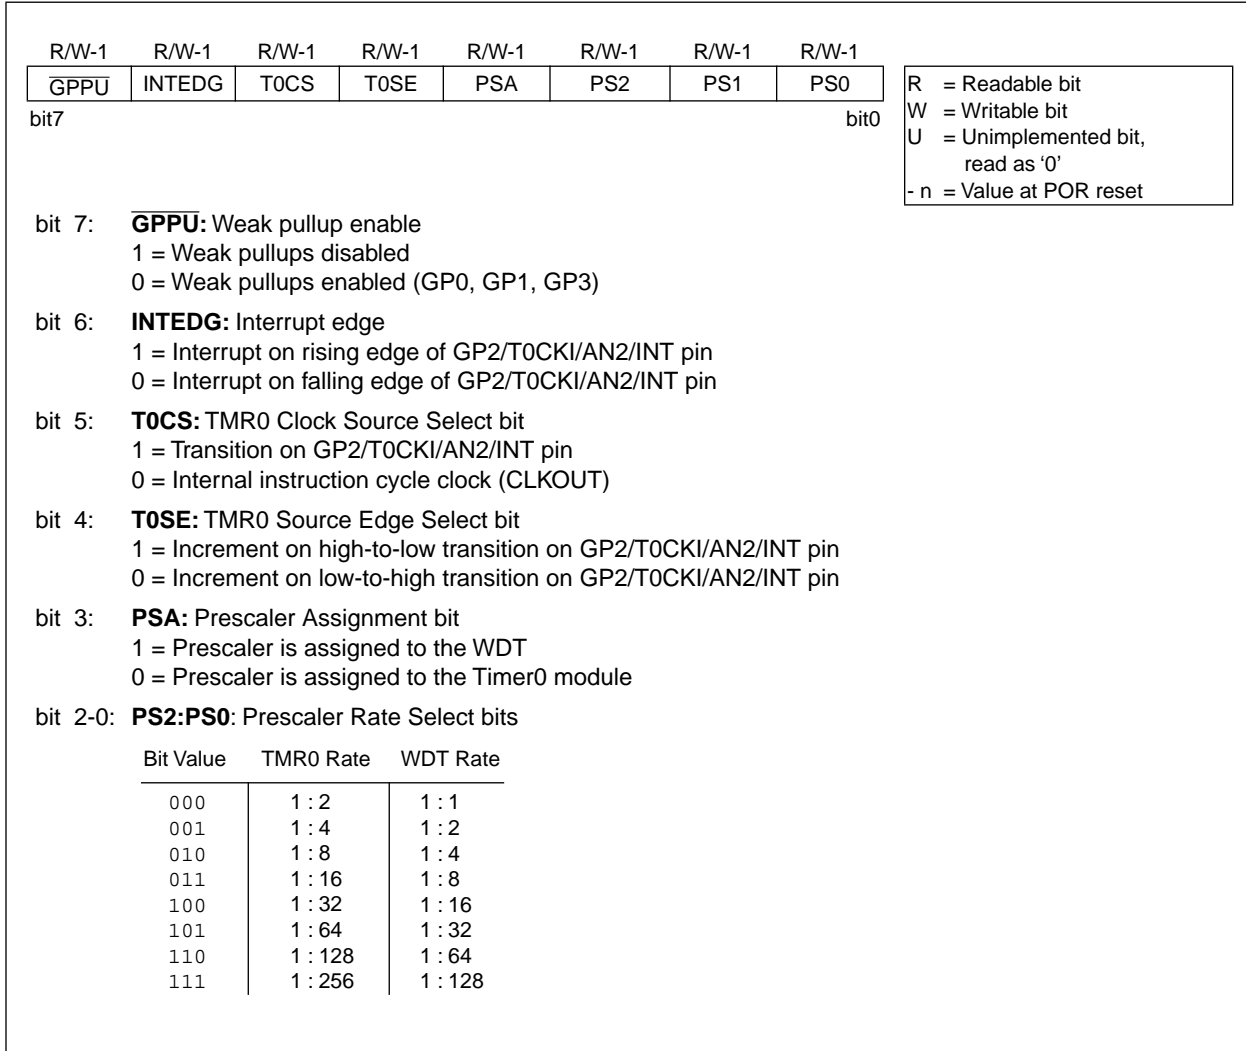 R/W-1 R/W-1 R/W-1 R/W-1 R/W-1 R/W-1 R/W-1 R/W-1
GPPU INTEDG T0CS T0SE PSA PS2 PS1 PS0
bit7 bit0
R = Readable bit
W = Writable bit
U = Unimplemented bit,
read as ‘0’
- n = Value at POR reset
bit 7: GPPU: Weak pullup enable
1 = Weak pullups disabled
0 = Weak pullups enabled (GP0, GP1, GP3)
bit 6: INTEDG: Interrupt edge
1 = Interrupt on rising edge of GP2/T0CKI/AN2/INT pin
0 = Interrupt on falling edge of GP2/T0CKI/AN2/INT pin
bit 5: T0CS: TMR0 Clock Source Select bit
1 = Transition on GP2/T0CKI/AN2/INT pin
0 = Internal instruction cycle clock (CLKOUT)
bit 4: T0SE: TMR0 Source Edge Select bit
1 = Increment on high-to-low transition on GP2/T0CKI/AN2/INT pin
0 = Increment on low-to-high transition on GP2/T0CKI/AN2/INT pin
bit 3: PSA: Prescaler Assignment bit
1 = Prescaler is assigned to the WDT
0 = Prescaler is assigned to the Timer0 module
bit 2-0: PS2:PS0: Prescaler Rate Select bits
Bit Value TMR0 Rate WDT Rate
000 1 : 2 1 : 1
001 1 : 4 1 : 2
010 1 : 8 1 : 4
011 1 : 16 1 : 8
100 1 : 32 1 : 16
101 1 : 64 1 : 32
110 1 : 128 1 : 64
111 1 : 256 1 : 128